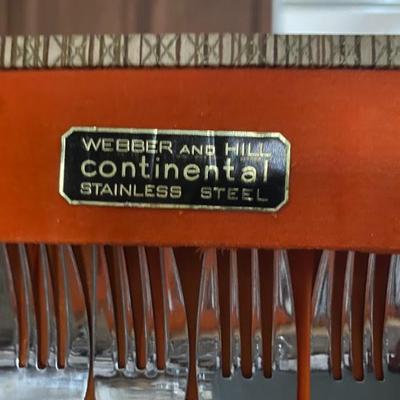 WEBBER AND HILL
continental
STAINLESS STEEL